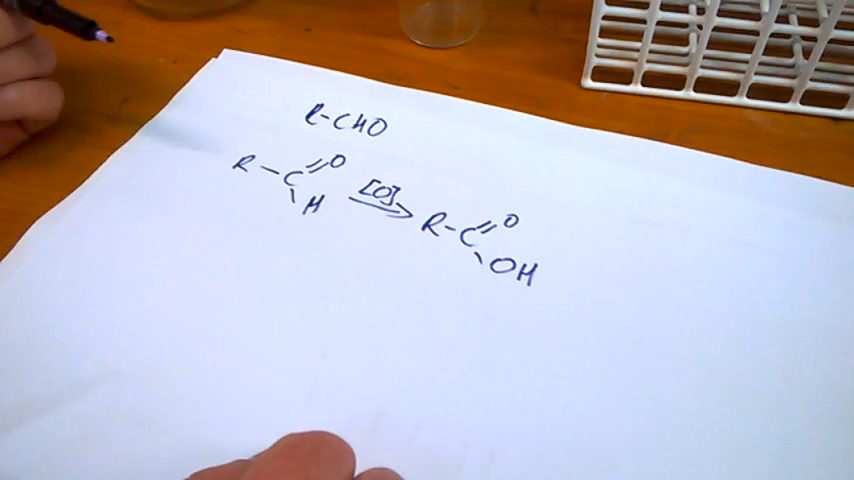 R-CHO
R-C=O H [O] → R-C=O OH